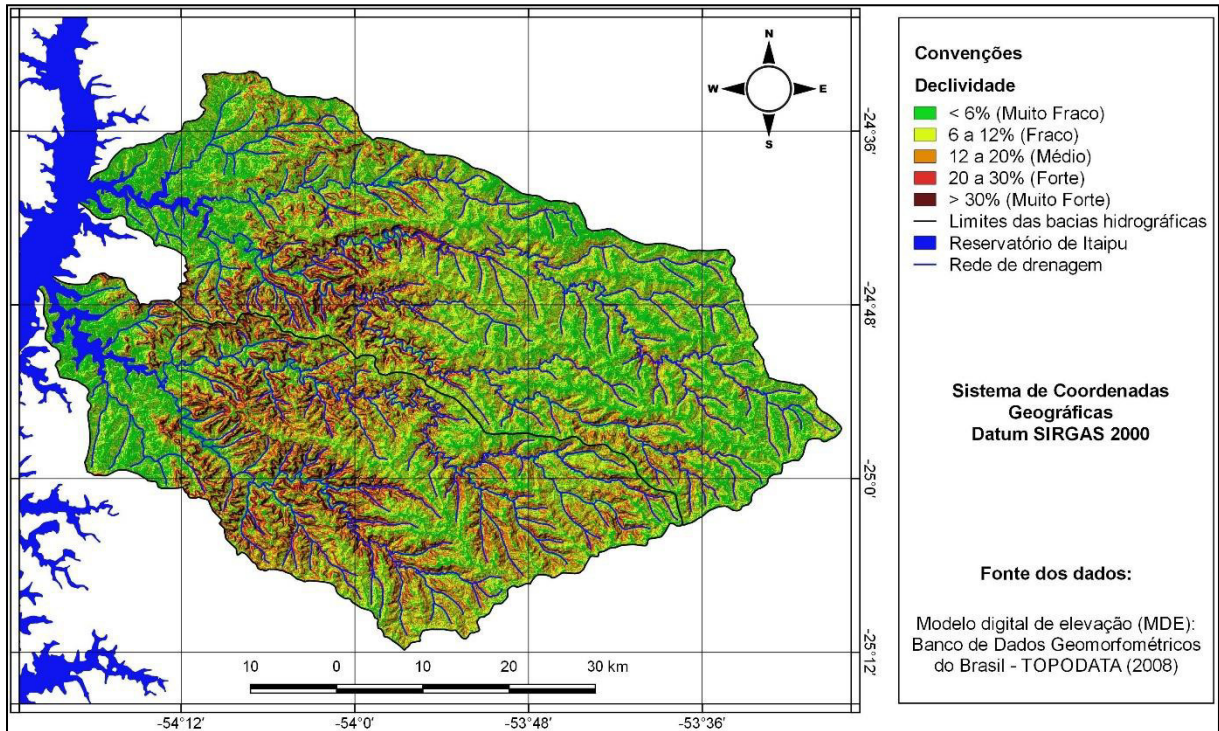 N
W
E
S
-24°36'
-24°48'
-25°0'
-25°12'
10 0 10 20 30 km
-54°12' -54°0' -53°48' -53°36'
Convenções
Declividade
< 6% (Muito Fraco)
6 a 12% (Fraco)
12 a 20% (Médio)
20 a 30% (Forte)
> 30% (Muito Forte)
Limites das bacias hidrográficas
Reservatório de Itaipu
Rede de drenagem
Sistema de Coordenadas
Geográficas
Datum SIRGAS 2000
Fonte dos dados:
Modelo digital de elevação (MDE):
Banco de Dados Geomorfométricos
do Brasil - TOPODATA (2008)